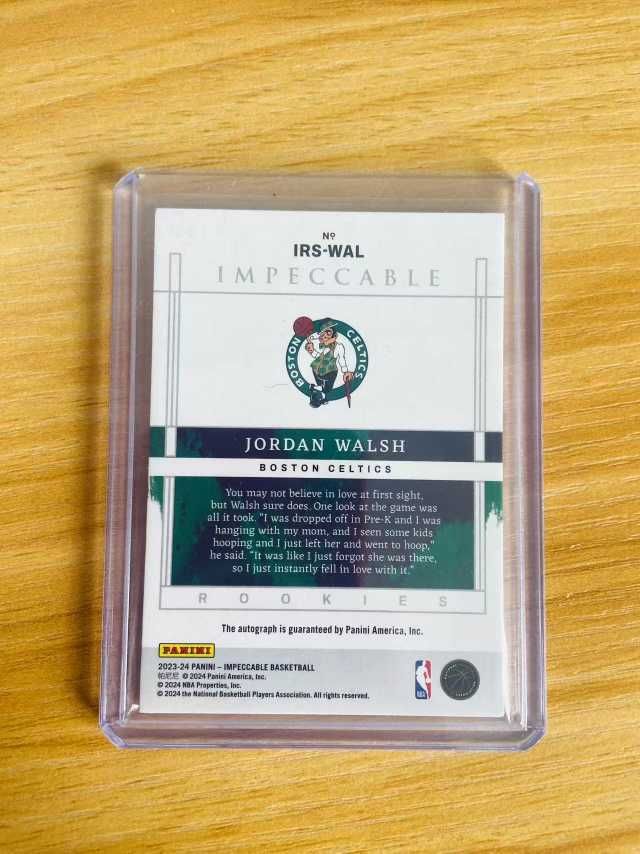 Nº
IRS-WAL
IMPECCABLE
BOSTON CELTICS
JORDAN WALSH
BOSTON CELTICS
You may not believe in love at first sight,
but Walsh sure does. One look at the game was
all it took. "I was dropped off in Pre-K and I was
hanging with my mom, and I seen some kids
hooping and I just left her and went to hoop,"
he said. "It was like I just forgot she was there,
so I just instantly fell in love with it."
ROOKIES
The autograph is guaranteed by Panini America, Inc.
PANINI
2023-24 PANINI – IMPECCABLE BASKETBALL
帕尼尼 © 2024 Panini America, Inc.
© 2024 NBA Properties, Inc.
© 2024 the National Basketball Players Association. All rights reserved.
NBA